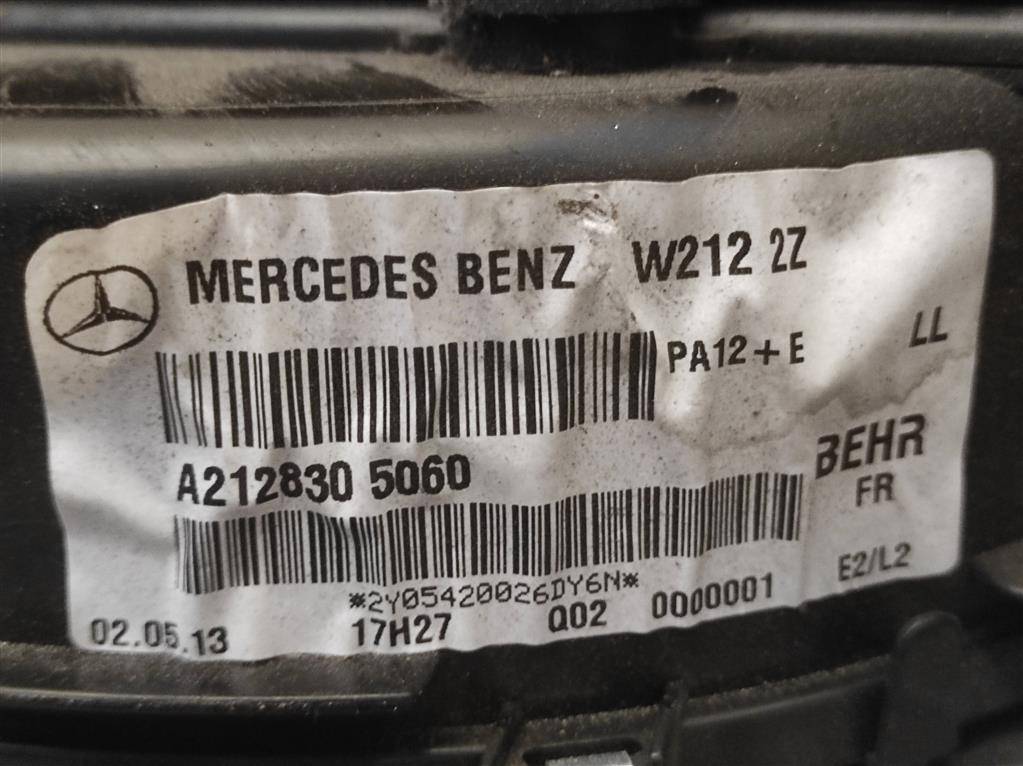 MERCEDES BENZ W212 2Z
PA12+E LL
A212830 5060
BEHR
FR
*2Y05420026DY6N*
E2/L2
02.05.13 17H27 Q02 0000001